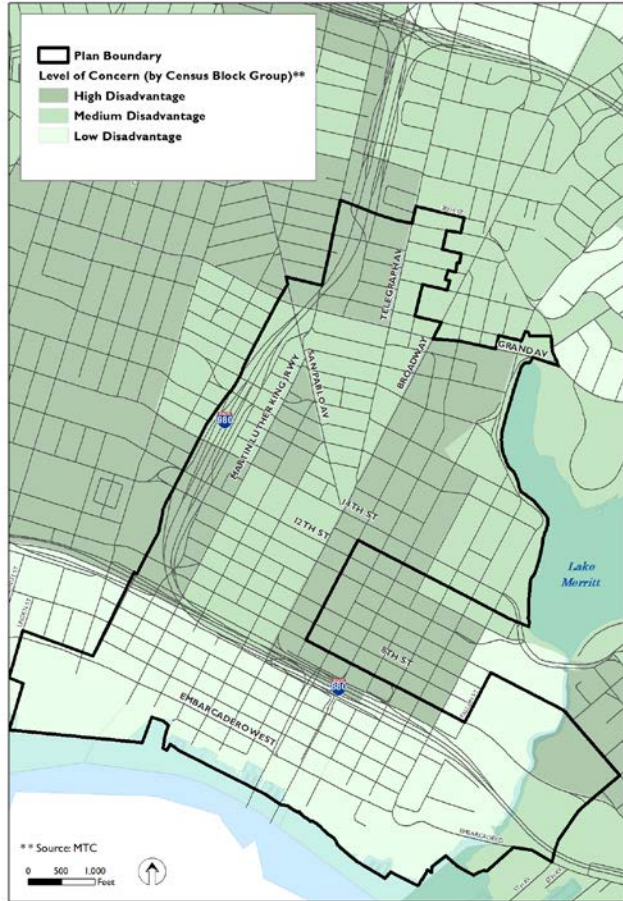 Plan Boundary
Level of Concern (by Census Block Group)**
High Disadvantage
Medium Disadvantage
Low Disadvantage
TELEGRAPH AV
GRAND AV
BROADWAY
SAN PABLO AV
MARTIN LUTHER KING JR WY
980
14TH ST
12TH ST
Lake
Merritt
8TH ST
880
EMBARCADERO WEST
** Source: MTC
0 500 1,000
Feet